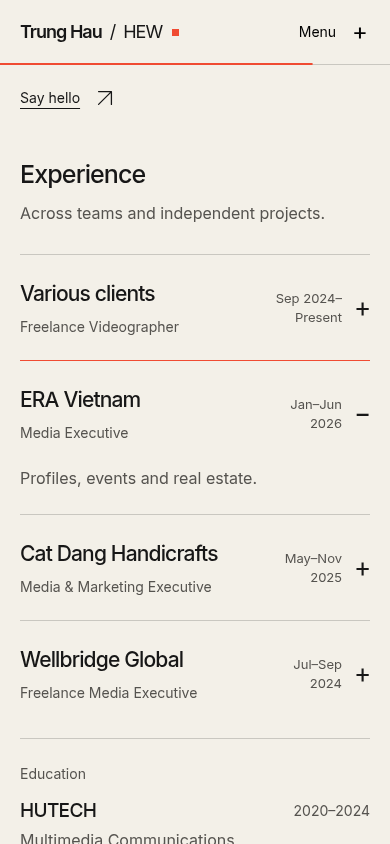 Trung Hau / HEW
Menu +
Say hello
Experience
Across teams and independent projects.
Various clients
Sep 2024–
Present
Freelance Videographer
ERA Vietnam
Jan–Jun
2026
Media Executive
Profiles, events and real estate.
Cat Dang Handicrafts
May–Nov
2025
Media & Marketing Executive
Wellbridge Global
Jul–Sep
2024
Freelance Media Executive
Education
HUTECH
2020–2024
Multimedia Communications